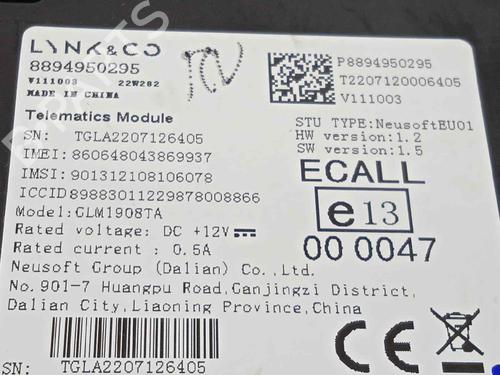 LYNK&CO
8894950295
V111003 22W282
MADE IN CHINA
P8894950295
T2207120006405
V111003
Telematics Module
SN: TGLA2207126405
IMEI: 860648043869937
IMSI: 901312108106078
ICCID89883011229878008866
Model: GLM1908TA
Rated voltage: DC +12V
Rated current : 0.5A
STU TYPE:NeusoftEU01
HW version:1.2
SW version:1.5
ECALL
e13
00 0047
Neusoft Group (Dalian) Co.,Ltd.
No.901-7 Huangpu Road,Ganjingzi District,
Dalian City,Liaoning Province,China
SN: TGLA2207126405
CE